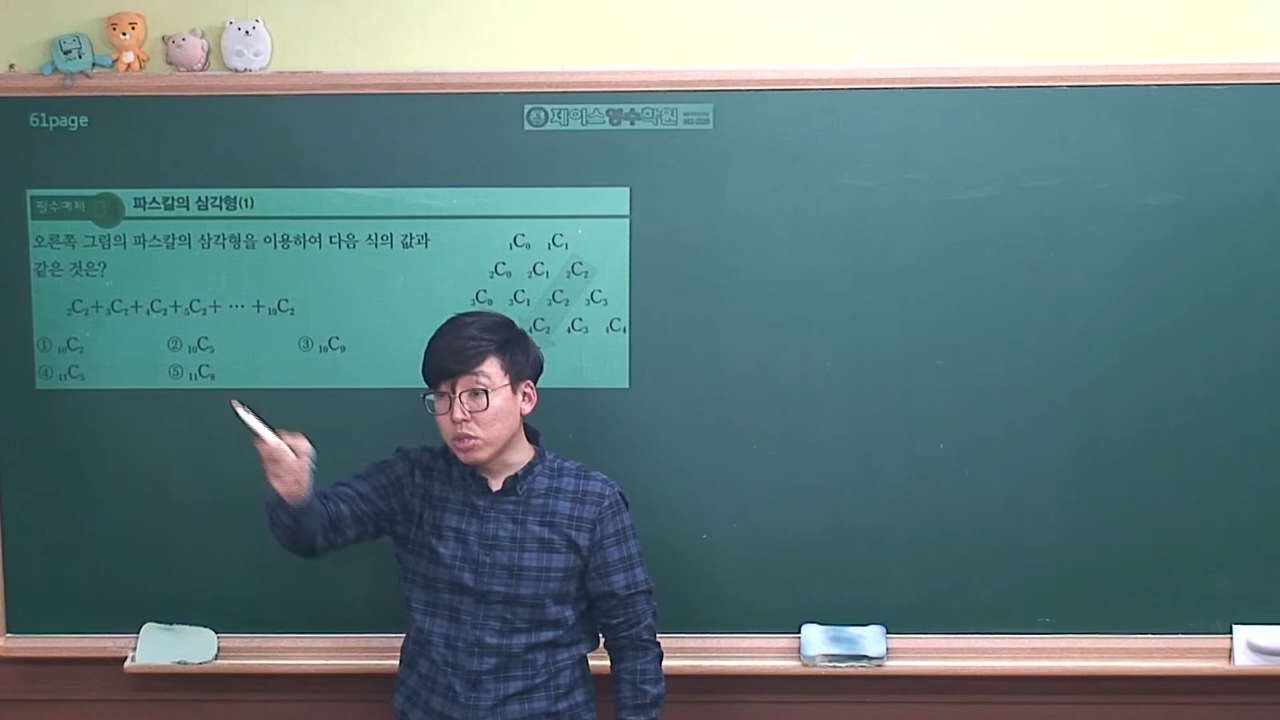 61page
제이스영수학원
필수예제
파스칼의 삼각형(1)
오른쪽 그림의 파스칼의 삼각형을 이용하여 다음 식의 값과
같은 것은?
₂C₂+₃C₂+₄C₂+₅C₂+ ⋯ +₁₀C₂
① ₁₀C₂ ② ₁₀C₅ ③ ₁₀C₉
④ ₁₁C₅ ⑤ ₁₁C₈
₁C₀ ₁C₁
₂C₀ ₂C₁ ₂C₂
₃C₀ ₃C₁ ₃C₂ ₃C₃
₄C₂ ₄C₃ ₄C₄